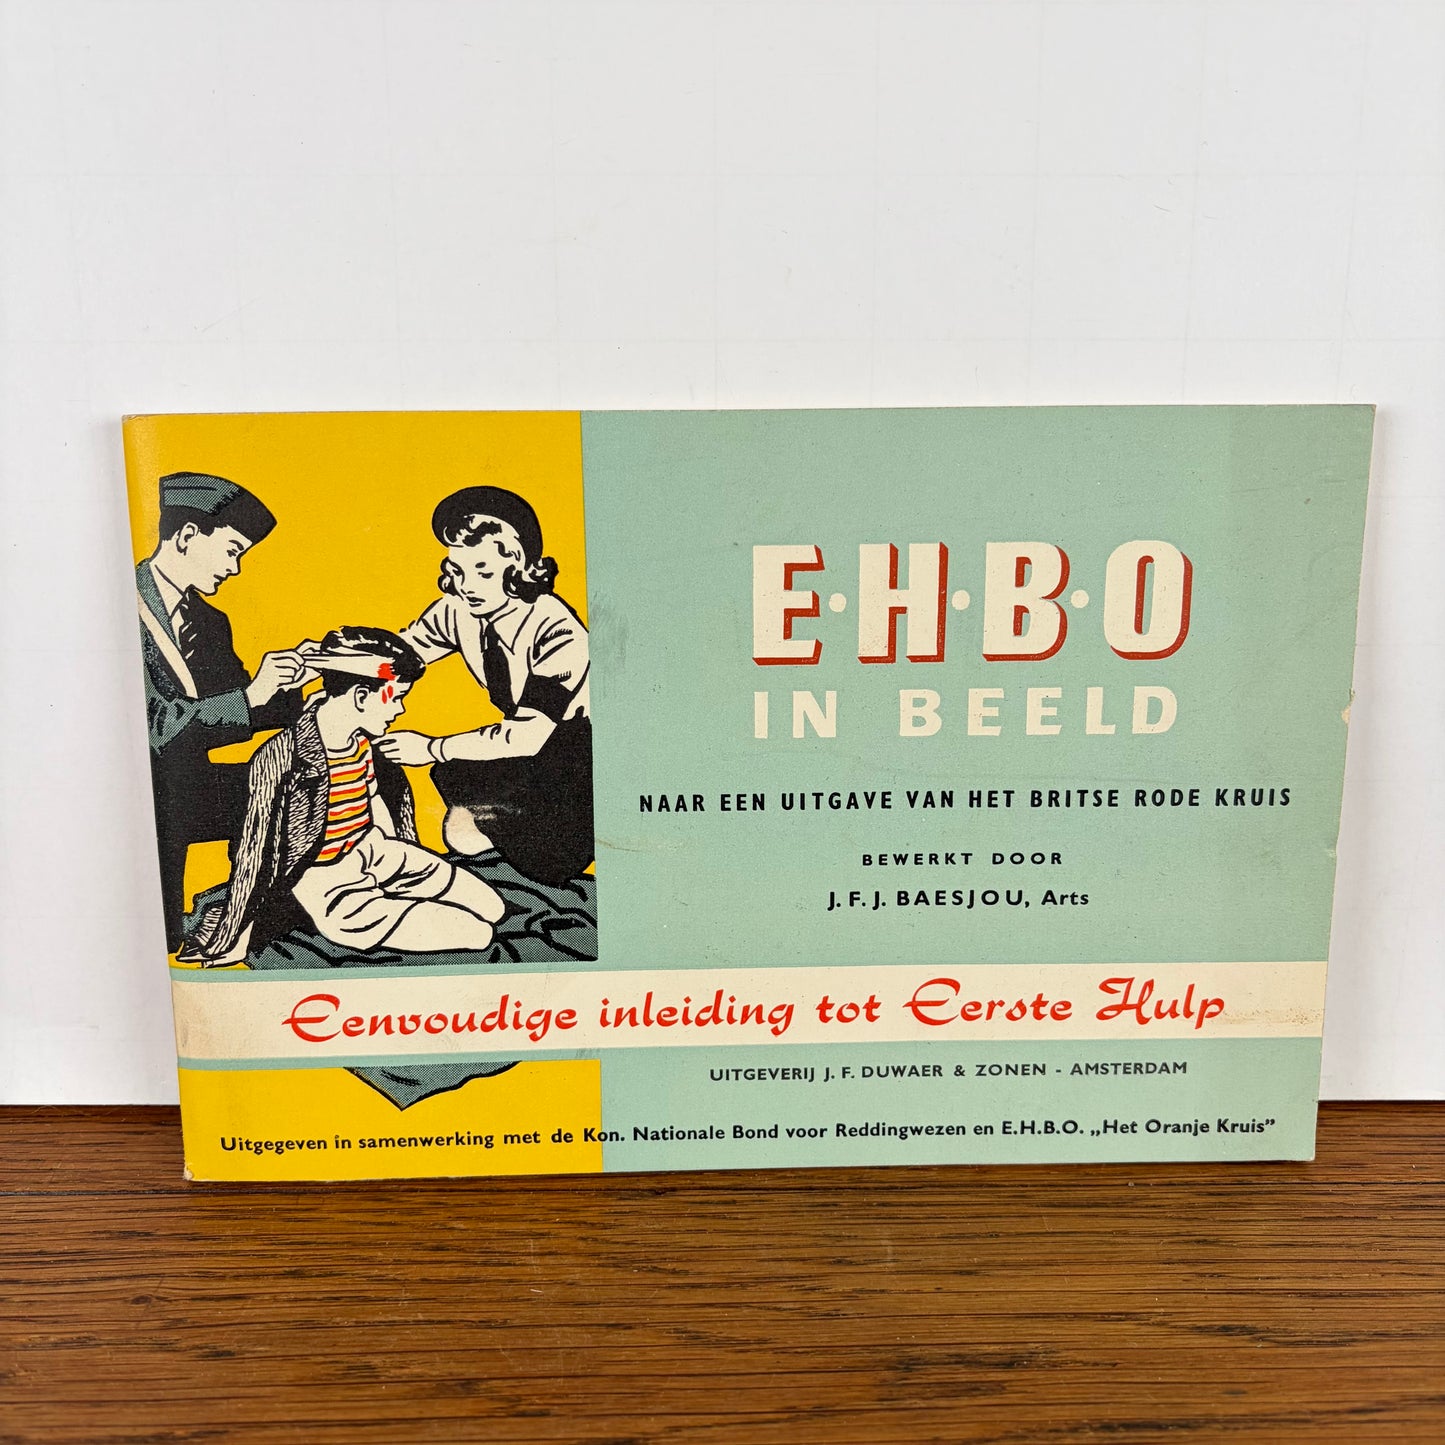 E·H·B·O
IN BEELD
NAAR EEN UITGAVE VAN HET BRITSE RODE KRUIS
BEWERKT DOOR
J. F. J. BAESJOU, Arts
Eenvoudige inleiding tot Eerste Hulp
UITGEVERIJ J. F. DUWAER & ZONEN - AMSTERDAM
Uitgegeven in samenwerking met de Kon. Nationale Bond voor Reddingwezen en E.H.B.O. „Het Oranje Kruis”